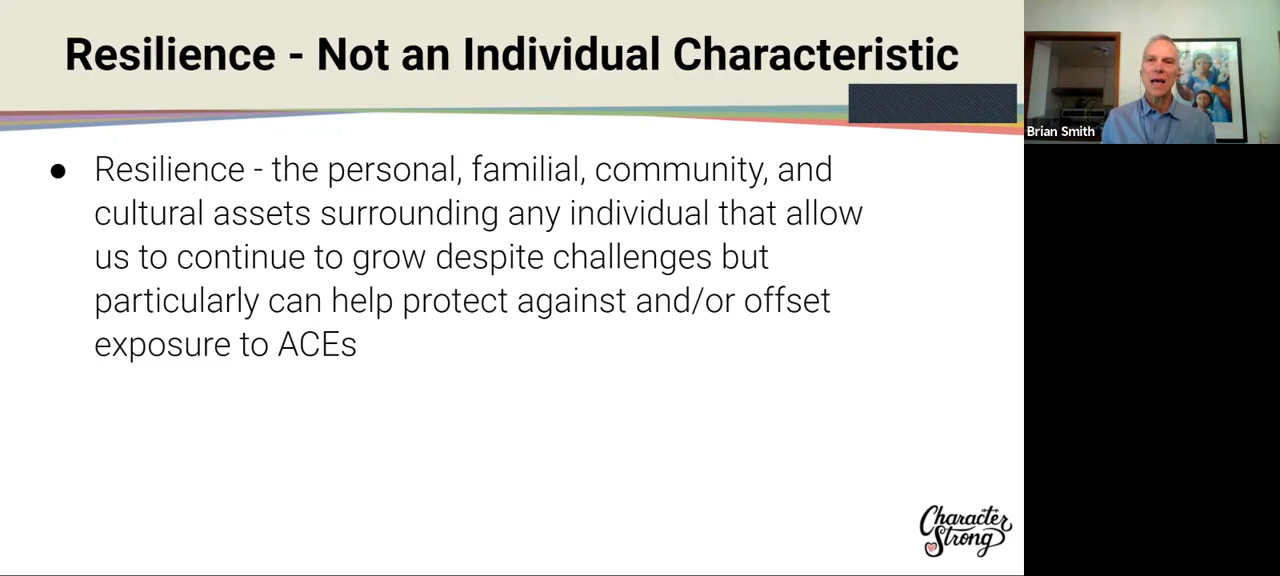 Resilience - Not an Individual Characteristic
Brian Smith
● Resilience - the personal, familial, community, and
cultural assets surrounding any individual that allow
us to continue to grow despite challenges but
particularly can help protect against and/or offset
exposure to ACEs
Character
Strong